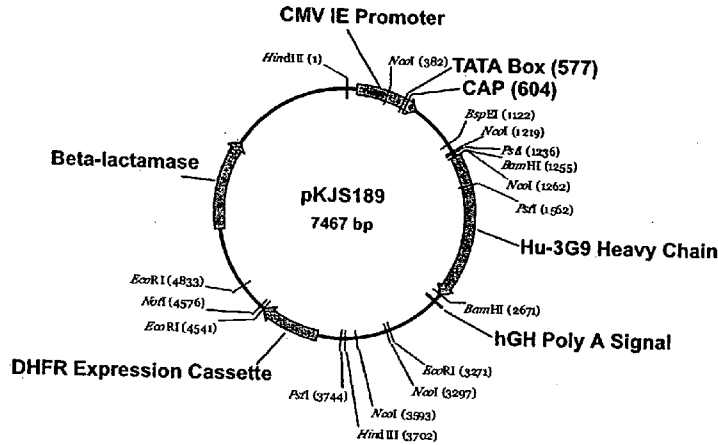 CMV IE Promoter
HindIII (1)
NcoI (382)
TATA Box (577)
CAP (604)
BspEI (1122)
NcoI (1219)
PstI (1236)
BamHI (1255)
NcoI (1262)
PstI (1562)
Beta-lactamase
pKJS189
7467 bp
Hu-3G9 Heavy Chain
EcoRI (4833)
NotI (4576)
EcoRI (4541)
BamHI (2671)
hGH Poly A Signal
DHFR Expression Cassette
EcoRI (3271)
NcoI (3297)
PstI (3744)
NcoI (3593)
HindIII (3702)